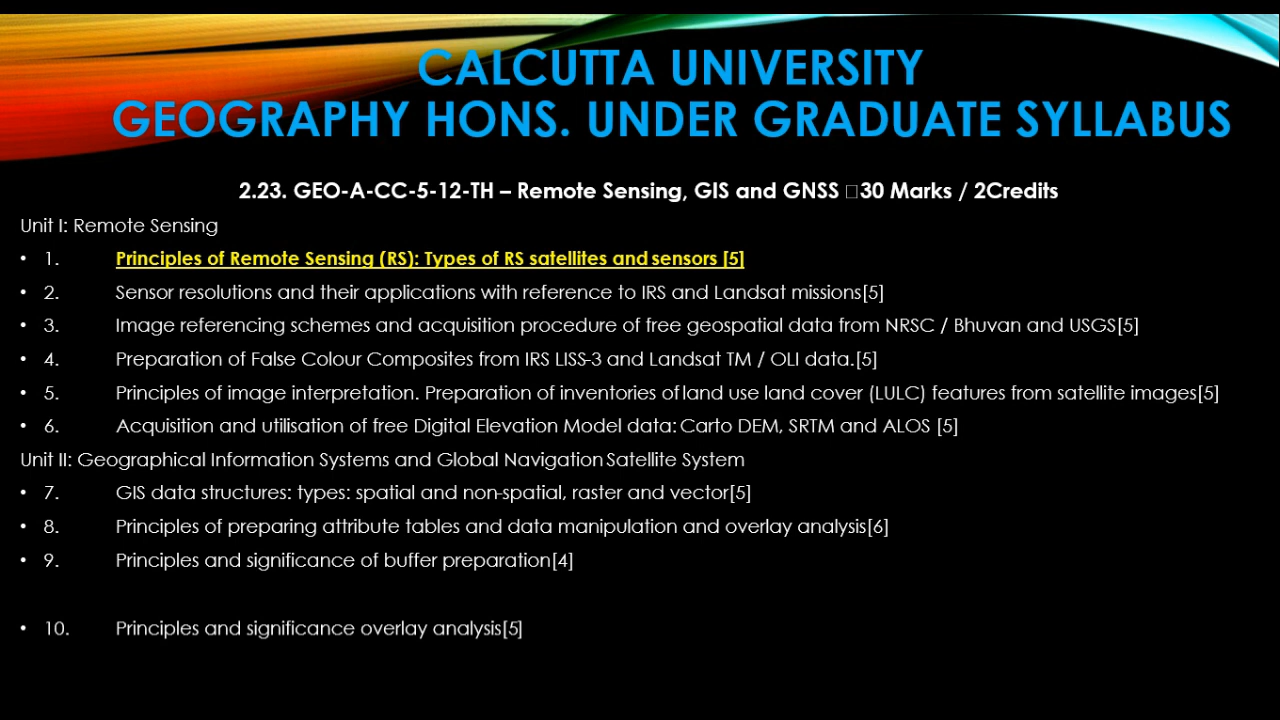 CALCUTTA UNIVERSITY
GEOGRAPHY HONS. UNDER GRADUATE SYLLABUS
2.23. GEO-A-CC-5-12-TH – Remote Sensing, GIS and GNSS □30 Marks / 2Credits
Unit I: Remote Sensing
• 1. Principles of Remote Sensing (RS): Types of RS satellites and sensors [5]
• 2. Sensor resolutions and their applications with reference to IRS and Landsat missions[5]
• 3. Image referencing schemes and acquisition procedure of free geospatial data from NRSC / Bhuvan and USGS[5]
• 4. Preparation of False Colour Composites from IRS LISS-3 and Landsat TM / OLI data.[5]
• 5. Principles of image interpretation. Preparation of inventories of land use land cover (LULC) features from satellite images[5]
• 6. Acquisition and utilisation of free Digital Elevation Model data: Carto DEM, SRTM and ALOS [5]
Unit II: Geographical Information Systems and Global Navigation Satellite System
• 7. GIS data structures: types: spatial and non-spatial, raster and vector[5]
• 8. Principles of preparing attribute tables and data manipulation and overlay analysis[6]
• 9. Principles and significance of buffer preparation[4]
• 10. Principles and significance overlay analysis[5]